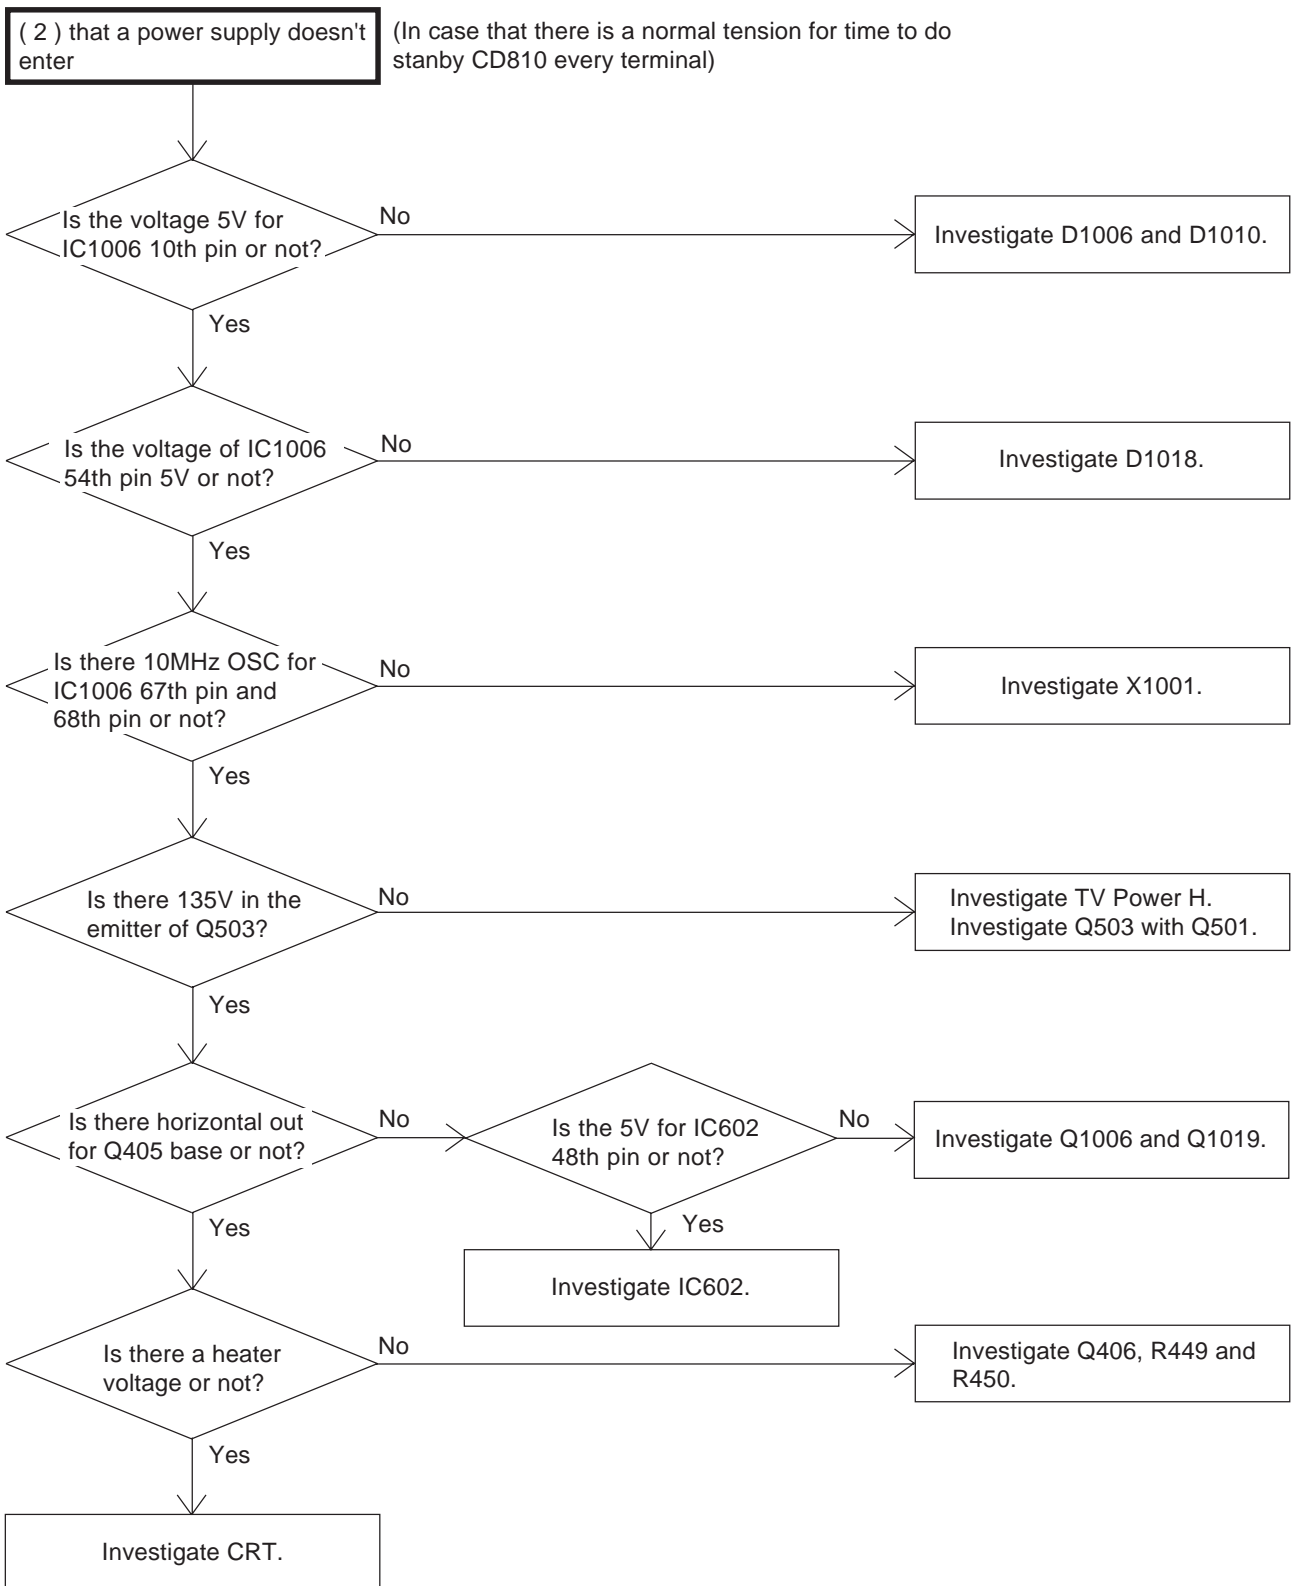 ( 2 ) that a power supply doesn't
enter
(In case that there is a normal tension for time to do
stanby CD810 every terminal)
Is the voltage 5V for
IC1006 10th pin or not?
No
Investigate D1006 and D1010.
Yes
Is the voltage of IC1006
54th pin 5V or not?
No
Investigate D1018.
Yes
Is there 10MHz OSC for
IC1006 67th pin and
68th pin or not?
No
Investigate X1001.
Yes
Is there 135V in the
emitter of Q503?
No
Investigate TV Power H.
Investigate Q503 with Q501.
Yes
Is there horizontal out
for Q405 base or not?
No
Is the 5V for IC602
48th pin or not?
No
Investigate Q1006 and Q1019.
Yes
Investigate IC602.
Yes
Is there a heater
voltage or not?
No
Investigate Q406, R449 and
R450.
Yes
Investigate CRT.